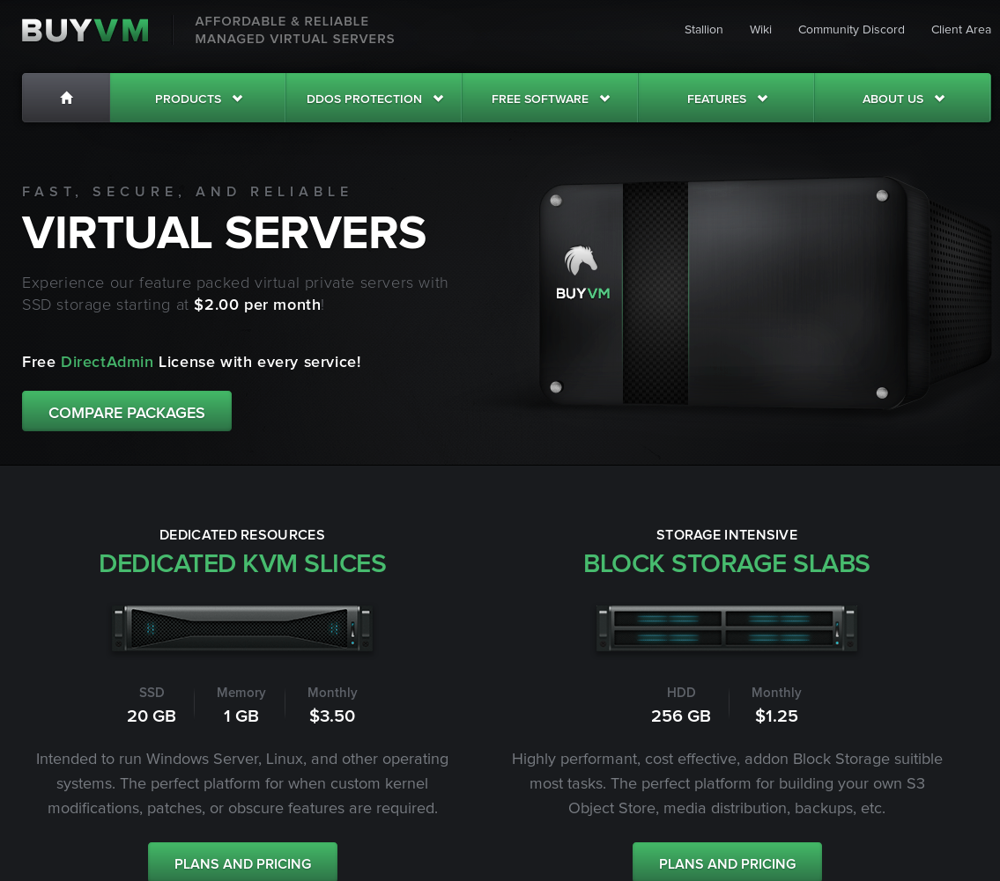 BUYVM
AFFORDABLE & RELIABLE
MANAGED VIRTUAL SERVERS
Stallion Wiki Community Discord Client Area
PRODUCTS DDOS PROTECTION FREE SOFTWARE FEATURES ABOUT US
FAST, SECURE, AND RELIABLE
VIRTUAL SERVERS
Experience our feature packed virtual private servers with
SSD storage starting at $2.00 per month!
Free DirectAdmin License with every service!
COMPARE PACKAGES
BUYVM
DEDICATED RESOURCES
DEDICATED KVM SLICES
SSD Memory Monthly
20 GB 1 GB $3.50
Intended to run Windows Server, Linux, and other operating
systems. The perfect platform for when custom kernel
modifications, patches, or obscure features are required.
PLANS AND PRICING
STORAGE INTENSIVE
BLOCK STORAGE SLABS
HDD Monthly
256 GB $1.25
Highly performant, cost effective, addon Block Storage suitible
most tasks. The perfect platform for building your own S3
Object Store, media distribution, backups, etc.
PLANS AND PRICING